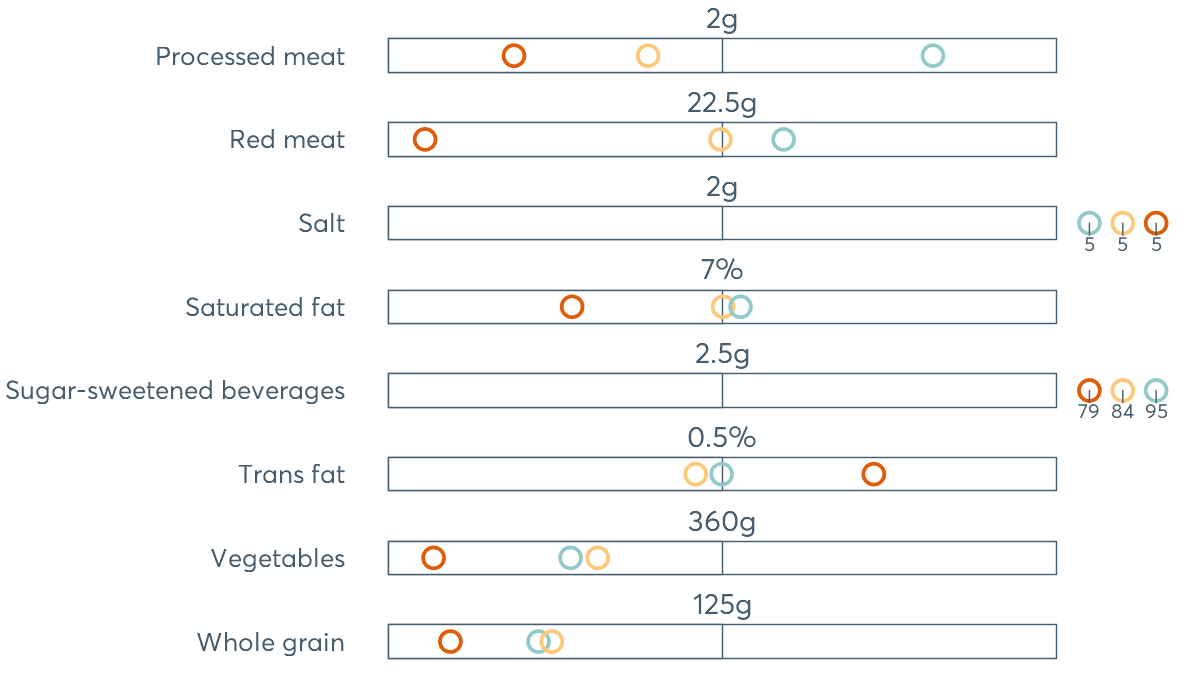 2g
Processed meat
22.5g
Red meat
2g
Salt
5 5 5
7%
Saturated fat
2.5g
Sugar-sweetened beverages
79 84 95
0.5%
Trans fat
360g
Vegetables
125g
Whole grain